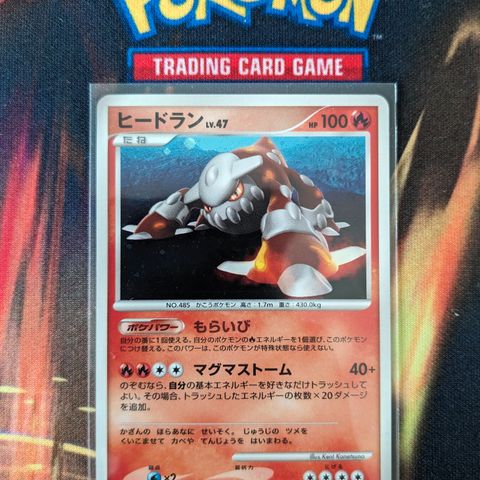 POKÉMON
TRADING CARD GAME
ヒードラン LV.47 HP 100
たね
NO.485 かこうポケモン 高さ:1.7m 重さ:430.0kg
ポケパワー もらいび
自分の番に1回使える。自分のポケモンのエネルギーを1個選び、このポケモン
につけ替える。このパワーは、このポケモンが特殊状態なら使えない。
マグマストーム 40+
のぞむなら、自分の基本エネルギーを好きなだけトラッシュして
よい。その場合、トラッシュしたエネルギーの枚数×20ダメージ
を追加。
かざんの ほらあなに せいそく。じゅうじの ツメを
くいこませて カベや てんじょうを はいまわる。
Illus. Kent Kanetsuna
弱点 抵抗力 にげる
×2